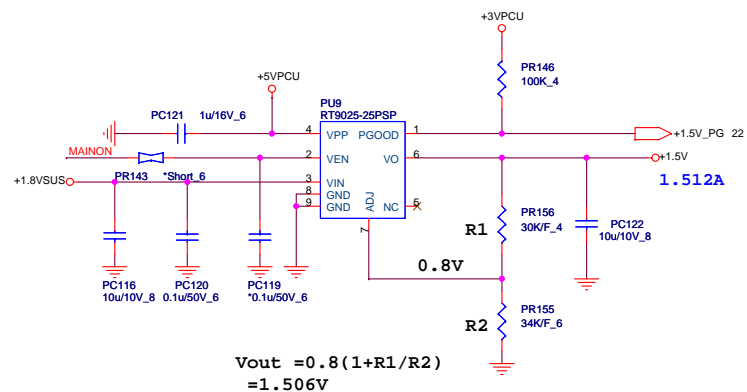 +3VPCU
PR146
100K_4
+5VPCU
PC121
1u/16V_6
PU9
RT9025-25PSP
4
VPP
PGOOD
1
+1.5V_PG 22
MAINON
2
VEN
VO
6
+1.5V
PR143
*Short_6
1.512A
+1.8VSUS
3
VIN
8
GND
9
GND
ADJ
NC
5
7
R1
PR156
30K/F_4
PC122
10u/10V_8
0.8V
PC116
10u/10V_8
PC120
0.1u/50V_6
PC119
*0.1u/50V_6
R2
PR155
34K/F_6
Vout =0.8(1+R1/R2)
=1.506V